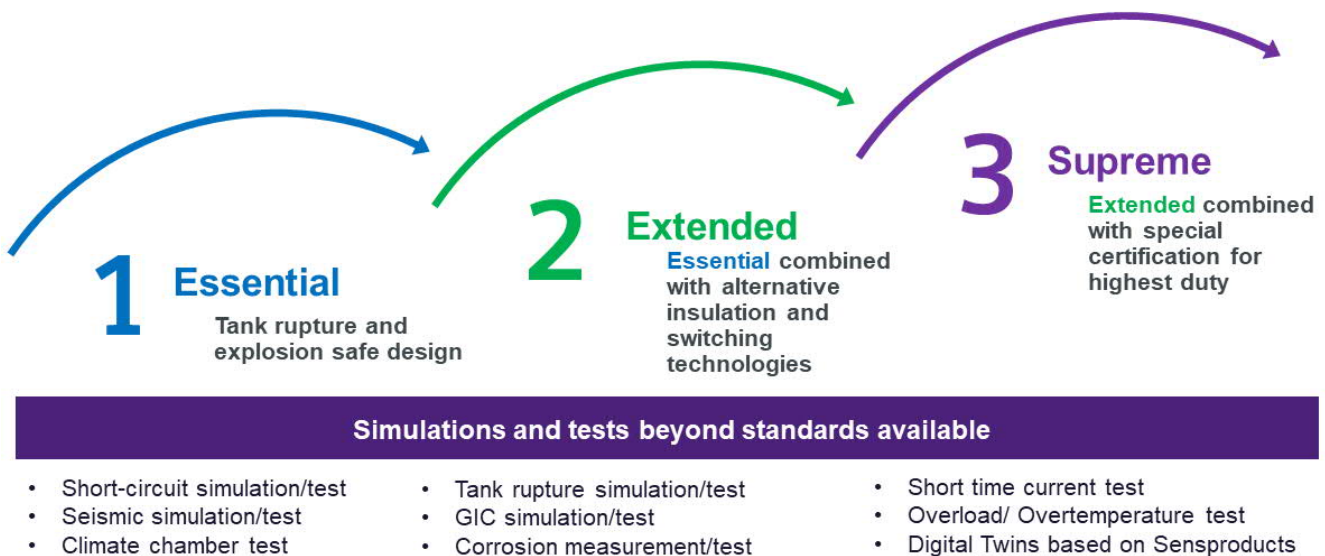 1 Essential
Tank rupture and
explosion safe design
2 Extended
Essential combined
with alternative
insulation and
switching
technologies
3 Supreme
Extended combined
with special
certification for
highest duty
Simulations and tests beyond standards available
• Short-circuit simulation/test
• Seismic simulation/test
• Climate chamber test
• Tank rupture simulation/test
• GIC simulation/test
• Corrosion measurement/test
• Short time current test
• Overload/ Overtemperature test
• Digital Twins based on Sensproducts